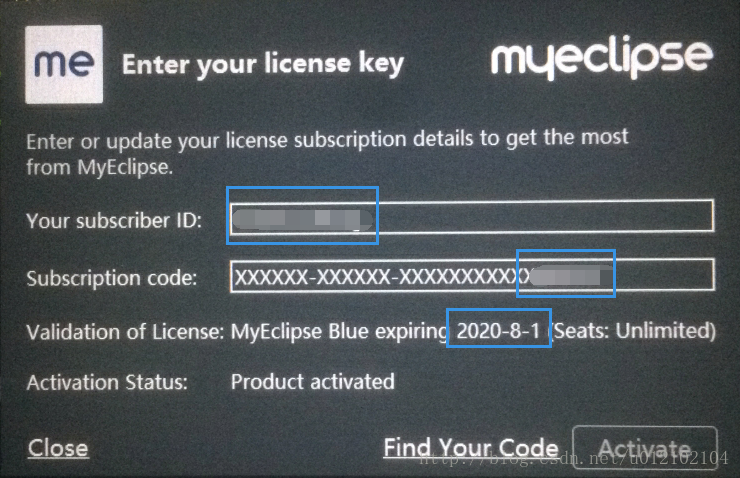 me Enter your license key myeclipse
Enter or update your license subscription details to get the most
from MyEclipse.
Your subscriber ID:
Subscription code: XXXXXX-XXXXXX-XXXXXXXXXXX
Validation of License: MyEclipse Blue expiring 2020-8-1 (Seats: Unlimited)
Activation Status: Product activated
Close Find Your Code Activate
http://blog.csdn.net/u012102104